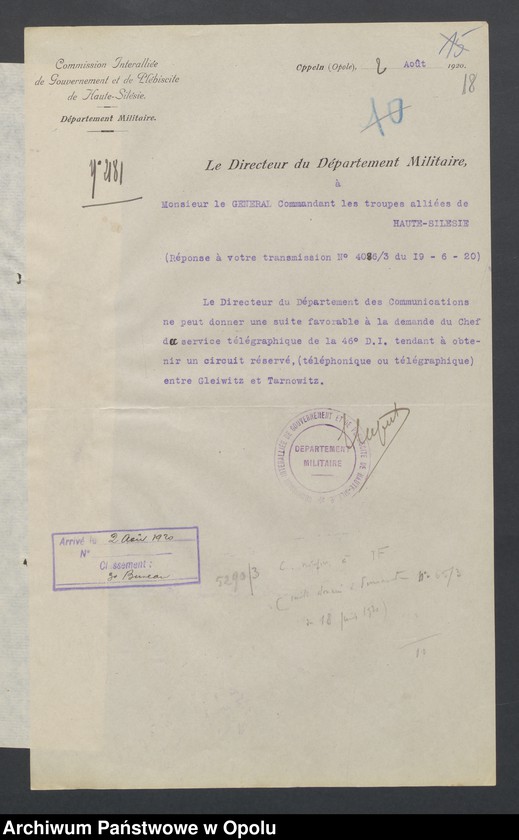 Commission Interalliée
de Gouvernement et de Plébiscite
de Haute-Silésie.
Département Militaire.
N° 2181
Oppeln (Opole), 2 Août 1920.
15
18
40
Le Directeur du Département Militaire,
à
Monsieur le GENERAL Commandant les troupes alliées de
HAUTE-SILESIE
(Réponse à votre transmission N° 4086/3 du 19 - 6 - 20)
Le Directeur du Département des Communications
ne peut donner une suite favorable à la demande du Chef
du service télégraphique de la 46° D.I. tendant à obte-
nir un circuit réservé, (téléphonique ou télégraphique)
entre Gleiwitz et Tarnowitz.
DEPARTEMENT
MILITAIRE
Arrivé le 2 Août 1920
N°
Classement :
3e Bureau
5290/3
Archiwum Państwowe w Opolu